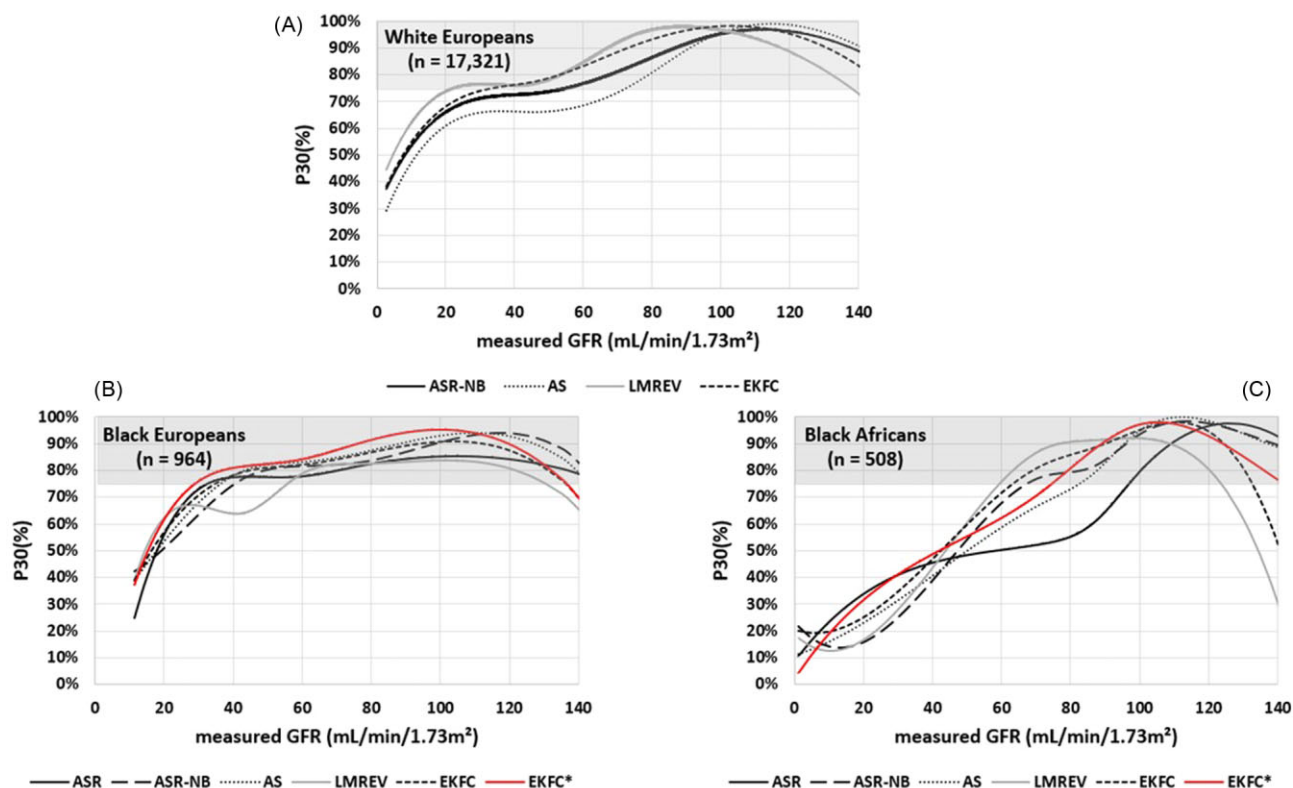 (A)
White Europeans
(n = 17,321)
P30(%)
100%
90%
80%
70%
60%
50%
40%
30%
20%
10%
0%
0 20 40 60 80 100 120 140
measured GFR (mL/min/1.73m²)
ASR-NB AS LMREV EKFC
(B)
Black Europeans
(n = 964)
P30(%)
100%
90%
80%
70%
60%
50%
40%
30%
20%
10%
0%
0 20 40 60 80 100 120 140
measured GFR (mL/min/1.73m²)
ASR ASR-NB AS LMREV EKFC EKFC*
(C)
Black Africans
(n = 508)
P30(%)
100%
90%
80%
70%
60%
50%
40%
30%
20%
10%
0%
0 20 40 60 80 100 120 140
measured GFR (mL/min/1.73m²)
ASR ASR-NB AS LMREV EKFC EKFC*